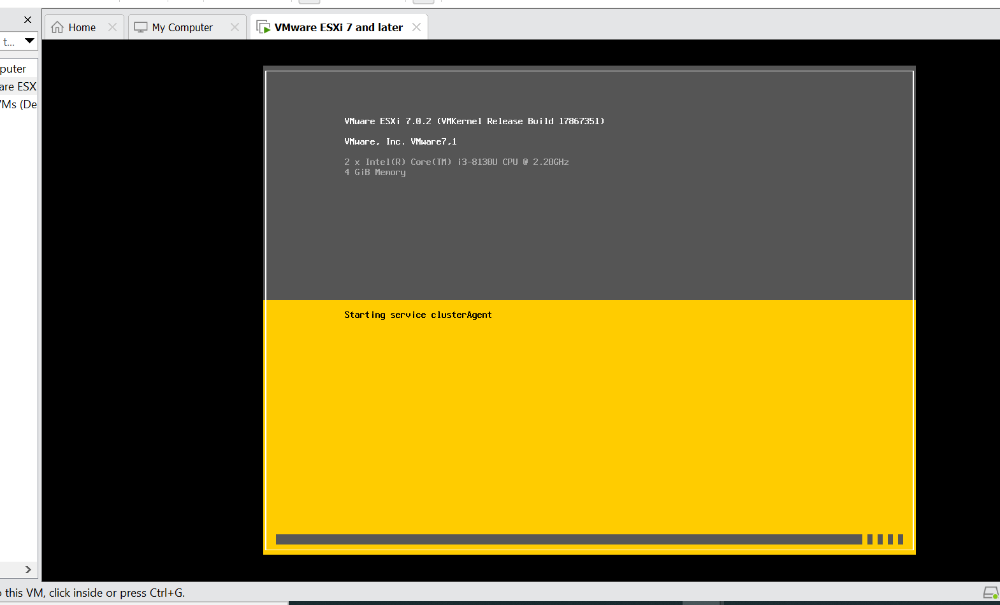 Home
My Computer
VMware ESXi 7 and later
t...
puter
are ESX
VMs (De
VMware ESXi 7.0.2 (VMKernel Release Build 17867351)
VMware, Inc. VMware7,1
2 x Intel(R) Core(TM) i3-8130U CPU @ 2.20GHz
4 GiB Memory
Starting service clusterAgent
o this VM, click inside or press Ctrl+G.